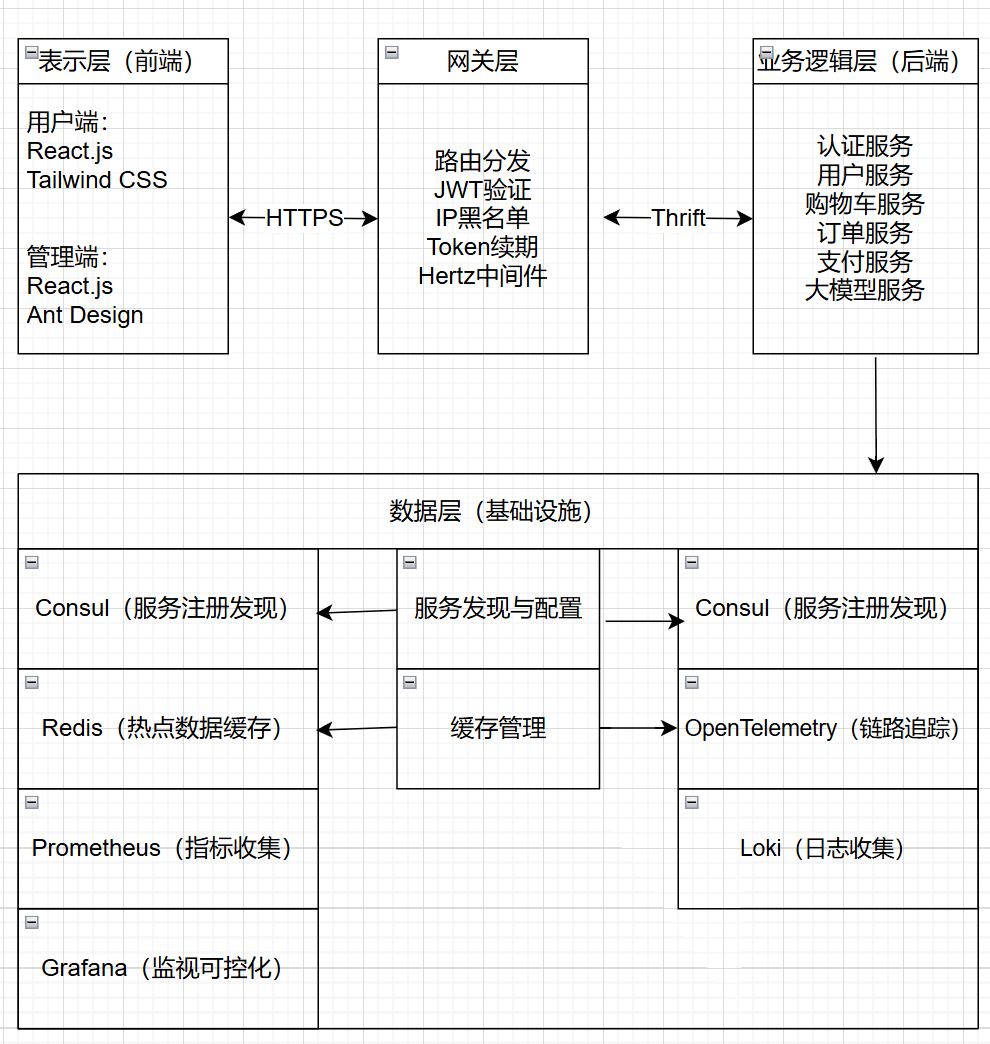 表示层（前端）
用户端：
React.js
Tailwind CSS
管理端：
React.js
Ant Design
HTTPS
网关层
路由分发
JWT验证
IP黑名单
Token续期
Hertz中间件
Thrift
业务逻辑层（后端）
认证服务
用户服务
购物车服务
订单服务
支付服务
大模型服务
数据层（基础设施）
Consul（服务注册发现）
服务发现与配置
Consul（服务注册发现）
Redis（热点数据缓存）
缓存管理
OpenTelemetry（链路追踪）
Prometheus（指标收集）
Loki（日志收集）
Grafana（监视可控化）